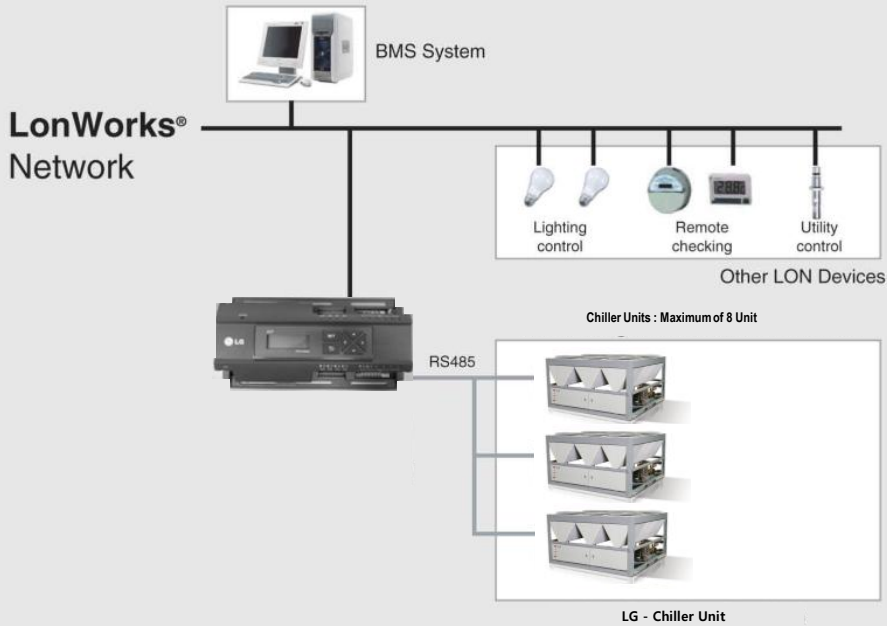 BMS System
LonWorks®
Network
Lighting
control
Remote
checking
Utility
control
Other LON Devices
Chiller Units : Maximum of 8 Unit
LG
RS485
LG - Chiller Unit